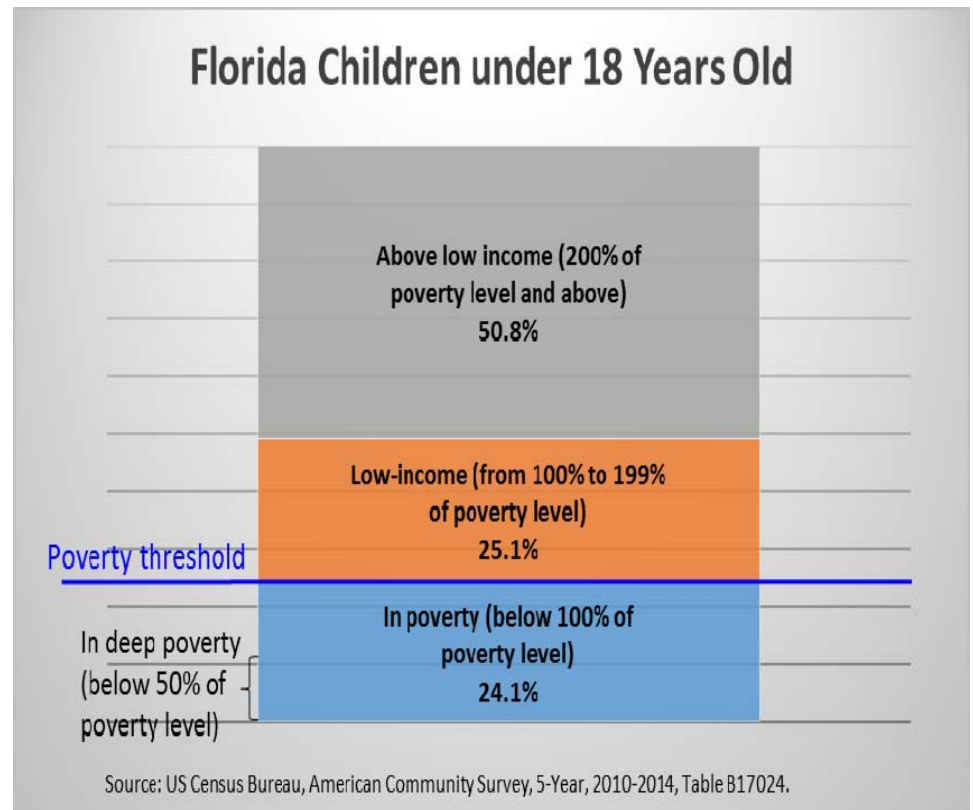 Florida Children under 18 Years Old
Above low income (200% of
poverty level and above)
50.8%
Low-income (from 100% to 199%
of poverty level)
25.1%
Poverty threshold
In poverty (below 100% of
poverty level)
24.1%
In deep poverty
(below 50% of
poverty level)
Source: US Census Bureau, American Community Survey, 5-Year, 2010-2014, Table B17024.